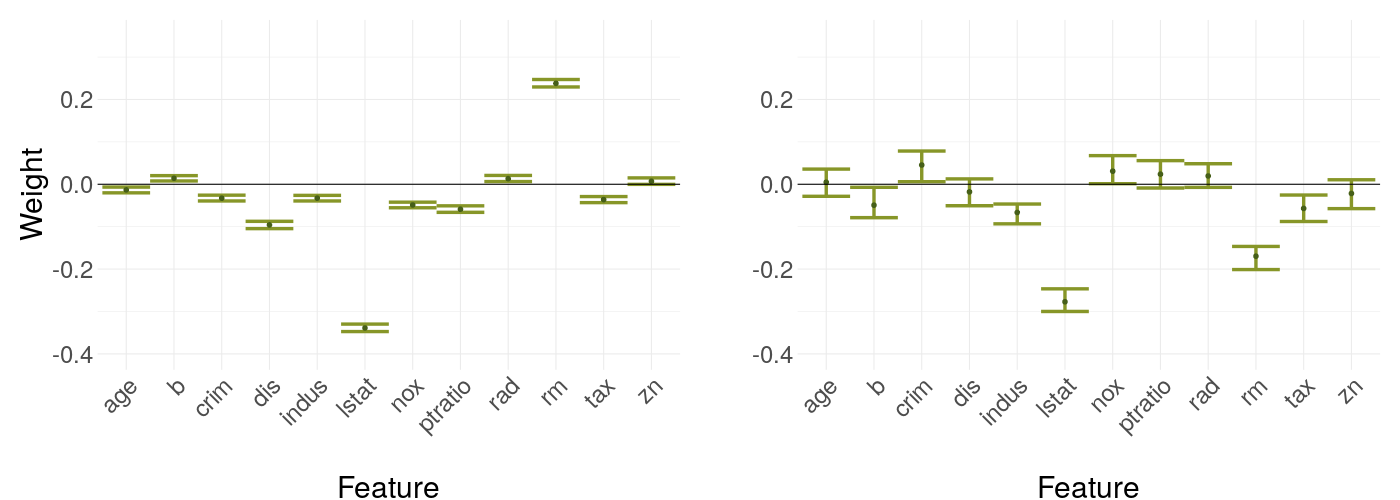 Weight
0.2
0.0
-0.2
-0.4
age b crim dis indus lstat nox ptratio rad rm tax zn
Feature
0.2
0.0
-0.2
-0.4
age b crim dis indus lstat nox ptratio rad rm tax zn
Feature